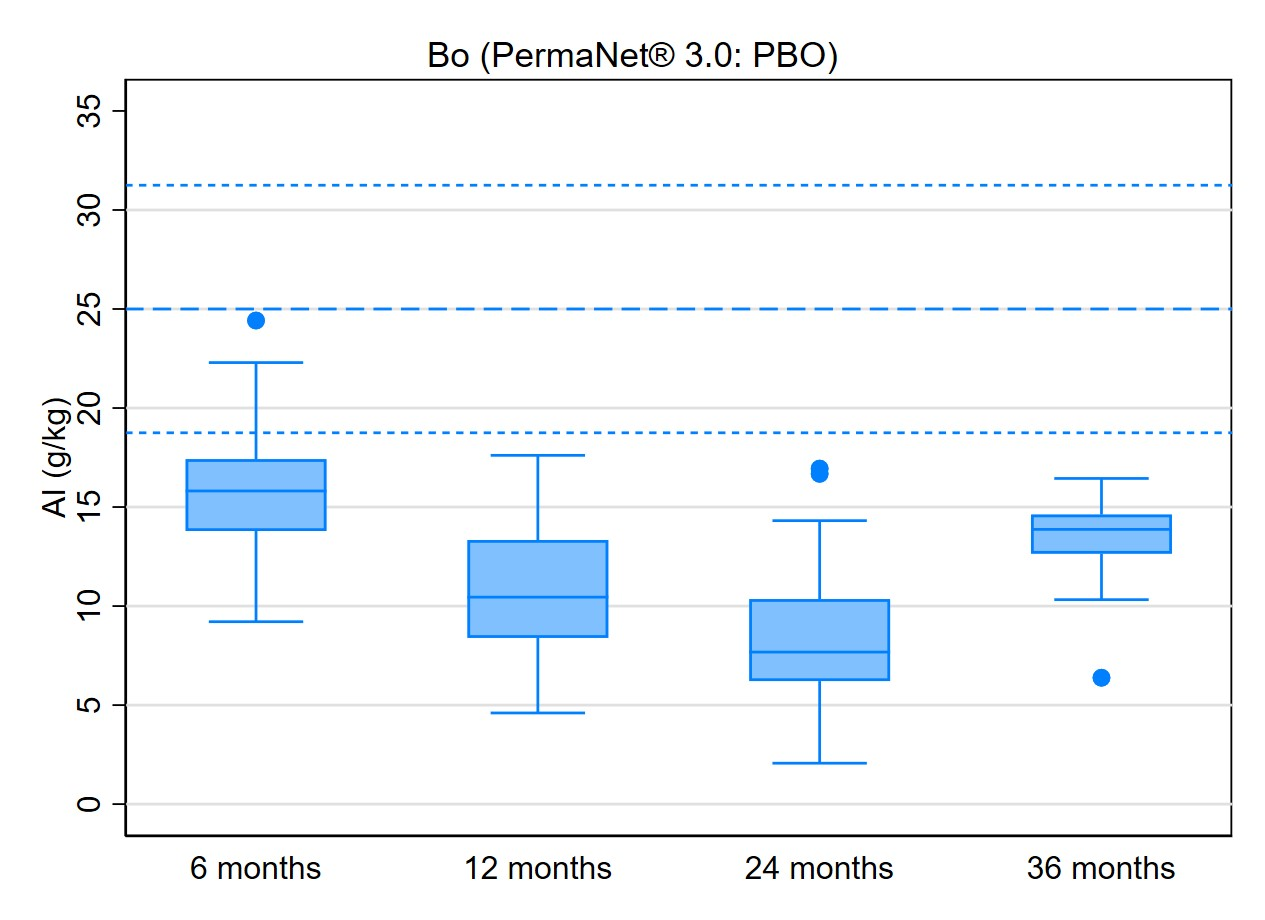 Bo (PermaNet® 3.0: PBO)
AI (g/kg)
35
30
25
20
15
10
5
0
6 months
12 months
24 months
36 months